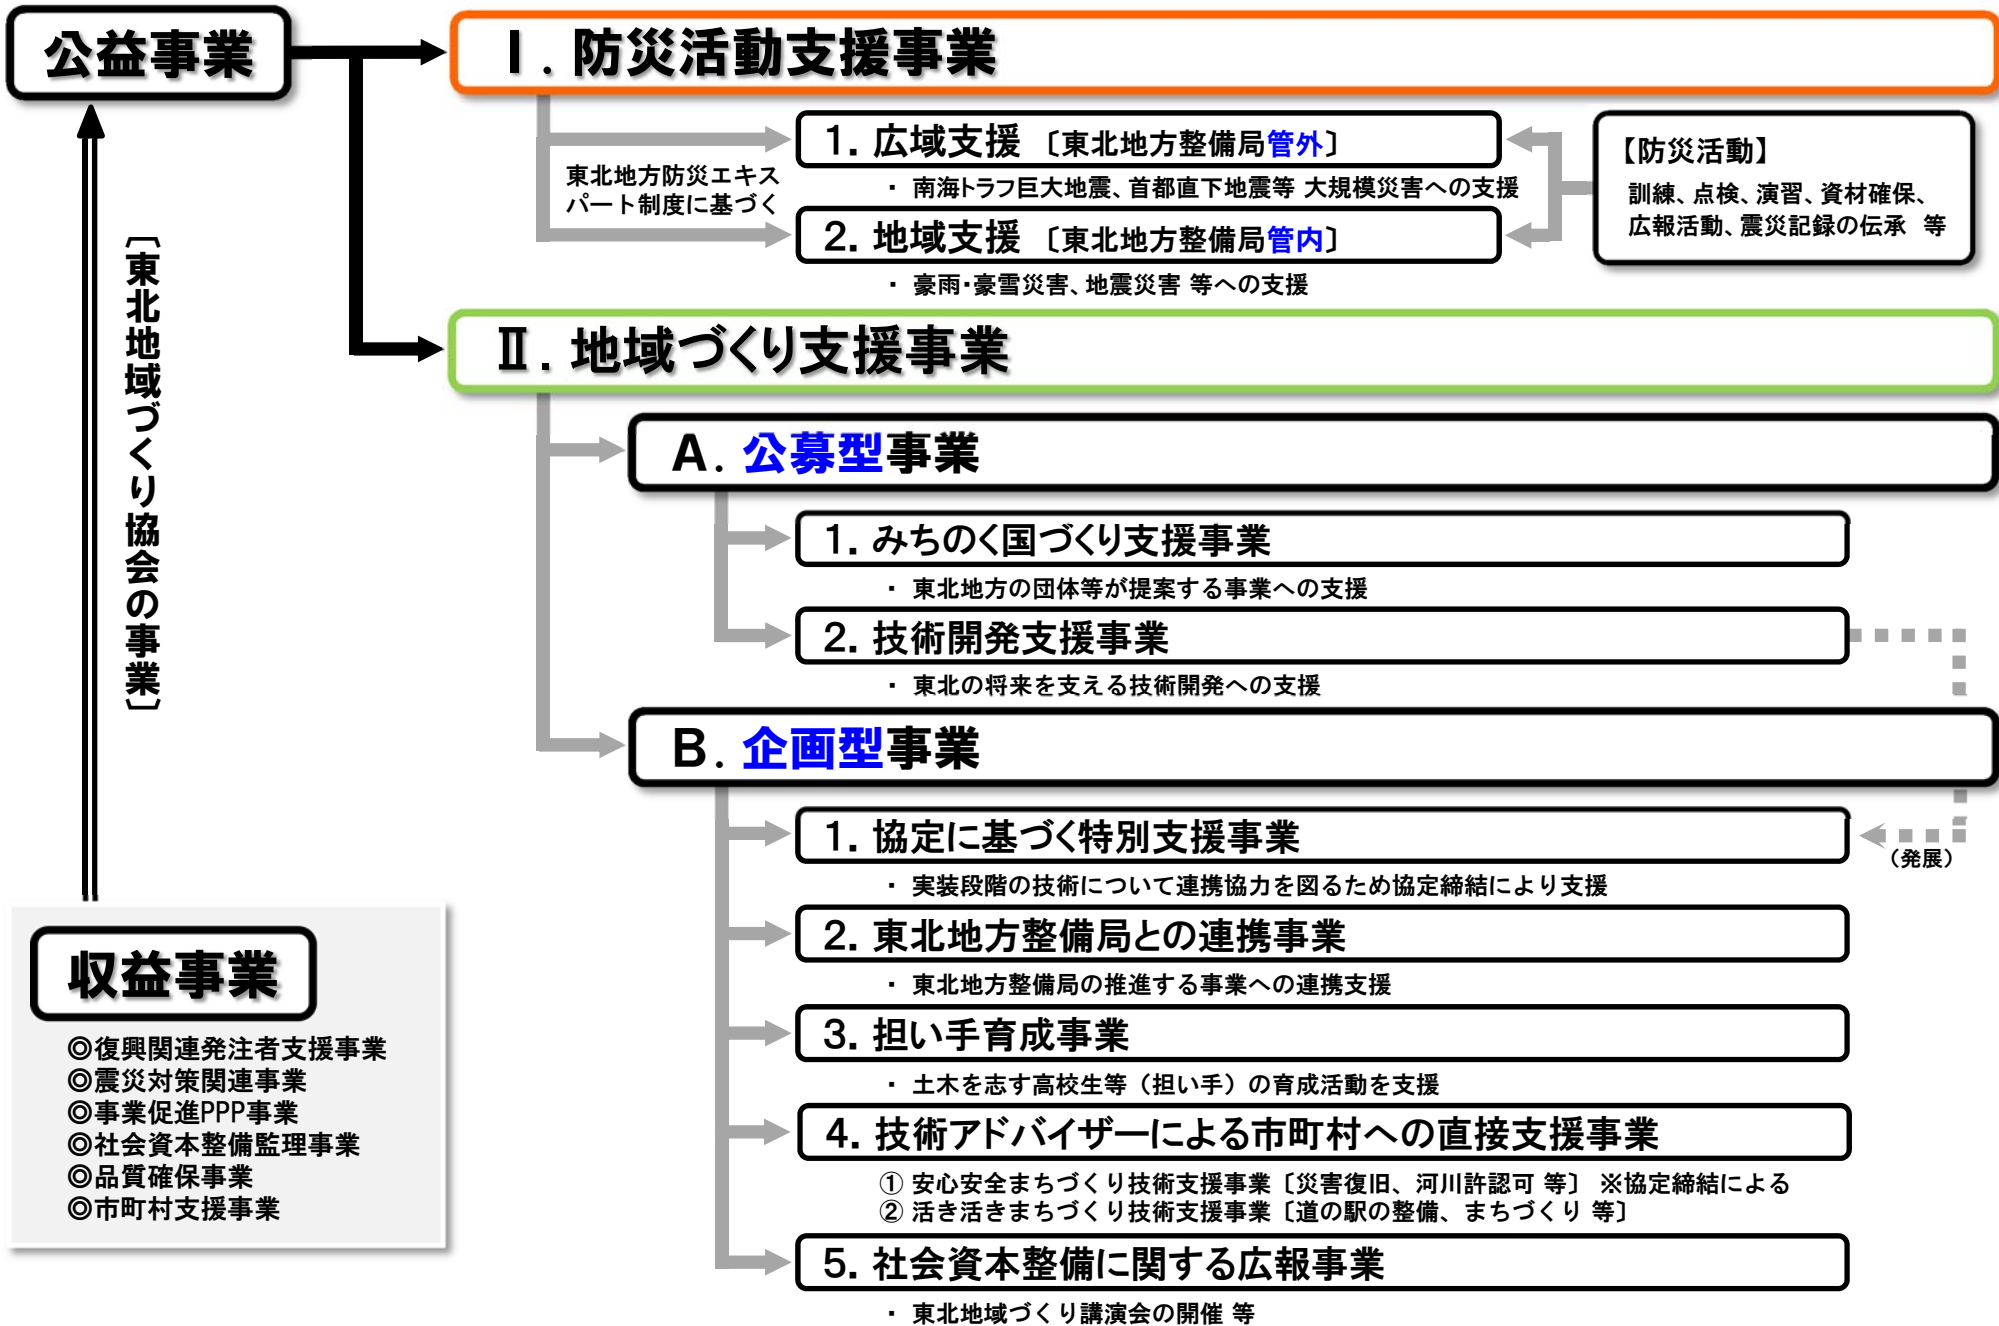 公益事業
Ⅰ. 防災活動支援事業
1. 広域支援 〔東北地方整備局管外〕
・ 南海トラフ巨大地震、首都直下地震等 大規模災害への支援
東北地方防災エキス
パート制度に基づく
2. 地域支援 〔東北地方整備局管内〕
・ 豪雨・豪雪災害、地震災害 等への支援
【防災活動】
訓練、点検、演習、資材確保、
広報活動、震災記録の伝承 等
〔東北地域づくり協会の事業〕
Ⅱ. 地域づくり支援事業
A. 公募型事業
1. みちのく国づくり支援事業
・ 東北地方の団体等が提案する事業への支援
2. 技術開発支援事業
・ 東北の将来を支える技術開発への支援
B. 企画型事業
1. 協定に基づく特別支援事業
（発展）
・ 実装段階の技術について連携協力を図るため協定締結により支援
2. 東北地方整備局との連携事業
・ 東北地方整備局の推進する事業への連携支援
3. 担い手育成事業
・ 土木を志す高校生等（担い手）の育成活動を支援
4. 技術アドバイザーによる市町村への直接支援事業
① 安心安全まちづくり技術支援事業〔災害復旧、河川許認可 等〕 ※協定締結による
② 活き活きまちづくり技術支援事業〔道の駅の整備、まちづくり 等〕
5. 社会資本整備に関する広報事業
・ 東北地域づくり講演会の開催 等
収益事業
◎復興関連発注者支援事業
◎震災対策関連事業
◎事業促進PPP事業
◎社会資本整備監理事業
◎品質確保事業
◎市町村支援事業